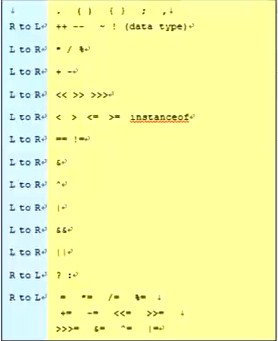 . () {} ; ,
R to L ++ -- ~ ! (data type)
L to R * / %
L to R + -
L to R << >> >>>
L to R < > <= >= instanceof
L to R == !=
L to R &
L to R ^
L to R |
L to R &&
L to R ||
R to L ? :
R to L = *= /= %=
+= -= <<= >>=
>>>= &= ^= |=